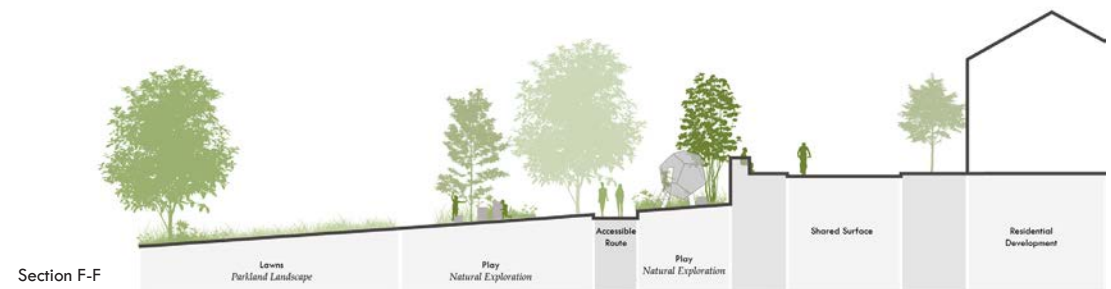 Section F-F
Lawns
Parkland Landscape
Play
Natural Exploration
Accessible
Route
Play
Natural Exploration
Shared Surface
Residential
Development